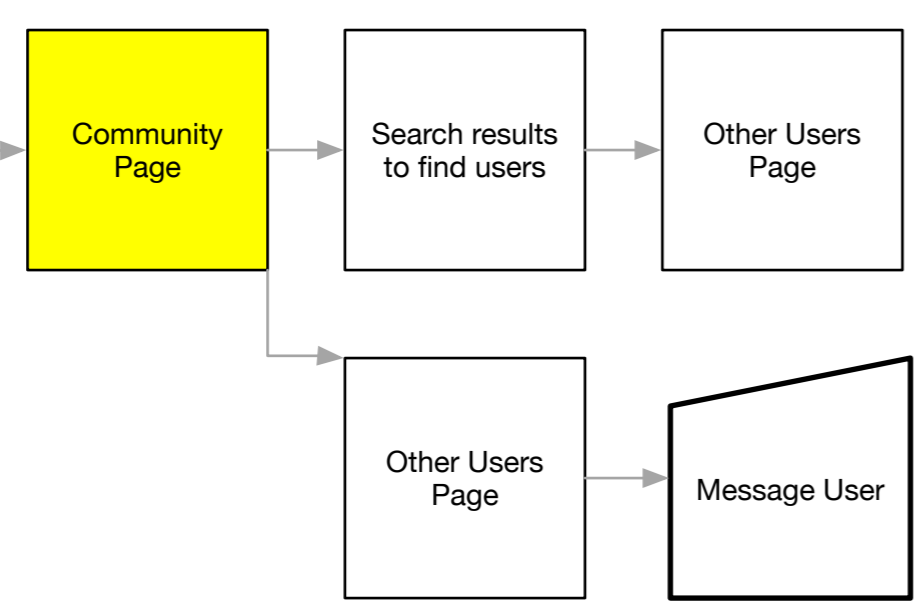 Community
Page
Search results
to find users
Other Users
Page
Other Users
Page
Message User